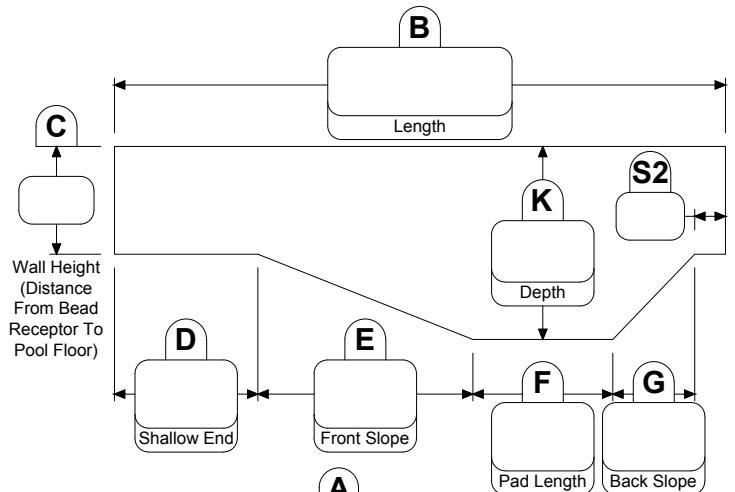 B
Length
C
S2
K
Depth
Wall Height
(Distance
From Bead
Receptor To
Pool Floor)
D
Shallow End
E
Front Slope
F
Pad Length
G
Back Slope
A